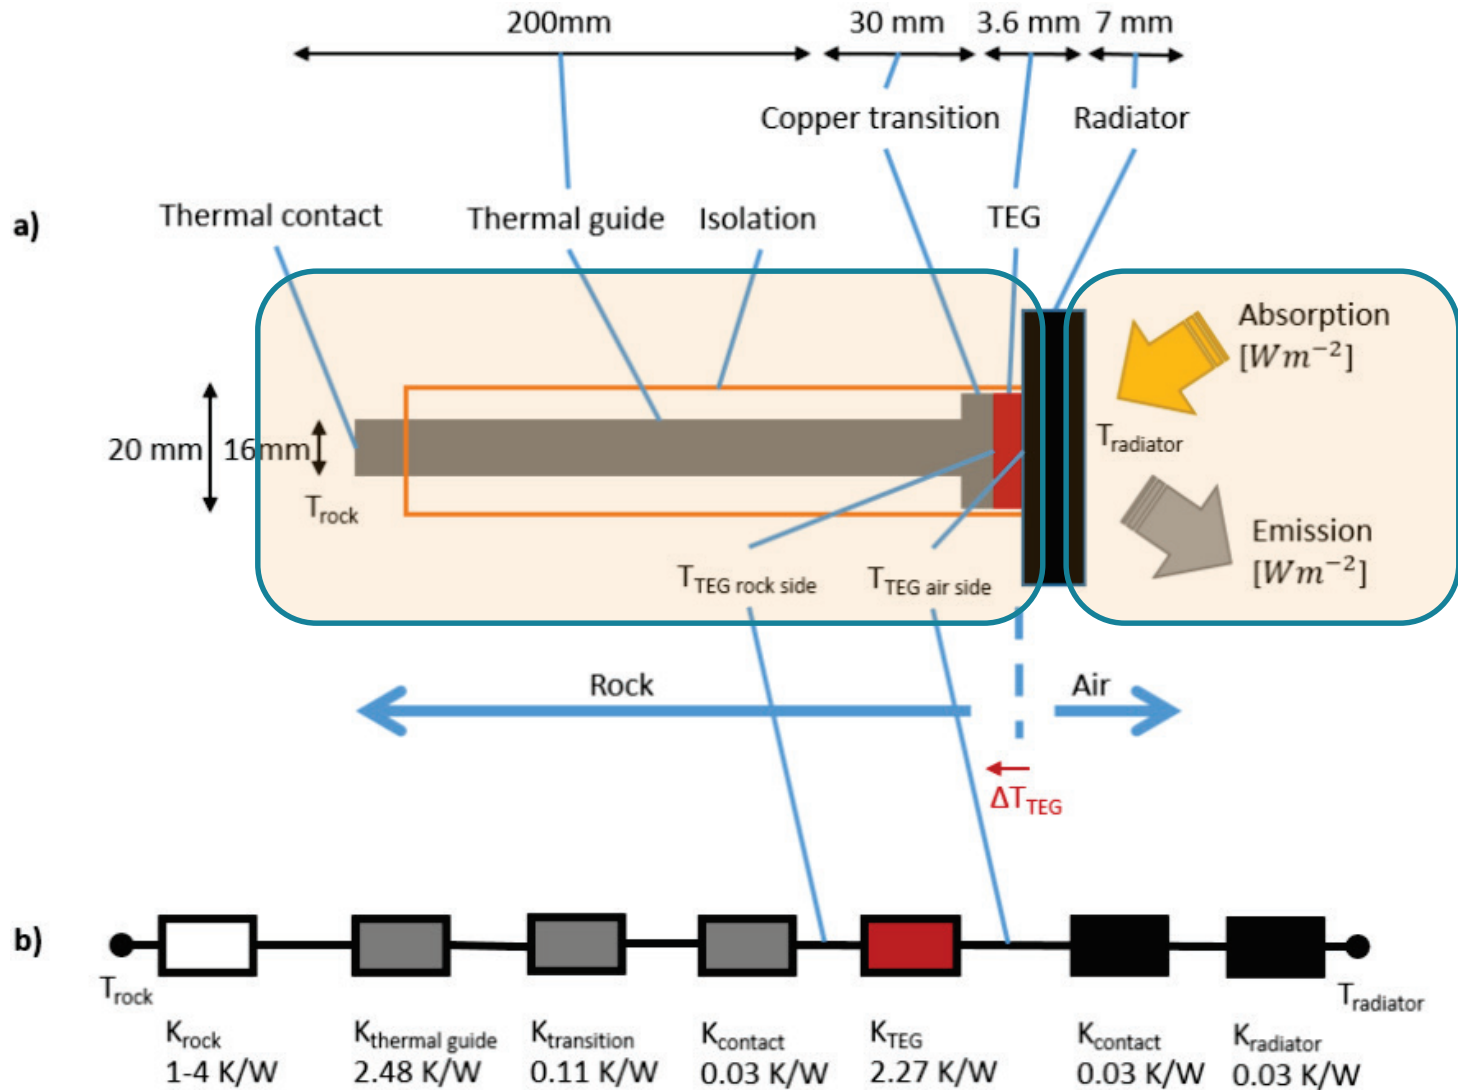 200mm
30 mm
3.6 mm
7 mm
Copper transition
Radiator
a)
Thermal contact
Thermal guide
Isolation
TEG
Absorption
[Wm⁻²]
20 mm
16mm
T_radiator
T_rock
Emission
[Wm⁻²]
T_TEG rock side
T_TEG air side
Rock
Air
ΔT_TEG
b)
T_rock
T_radiator
K_rock
1-4 K/W
K_thermal guide
2.48 K/W
K_transition
0.11 K/W
K_contact
0.03 K/W
K_TEG
2.27 K/W
K_contact
0.03 K/W
K_radiator
0.03 K/W